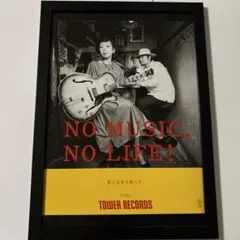 NO MUSIC,
NO LIFE!
TOWER RECORDS